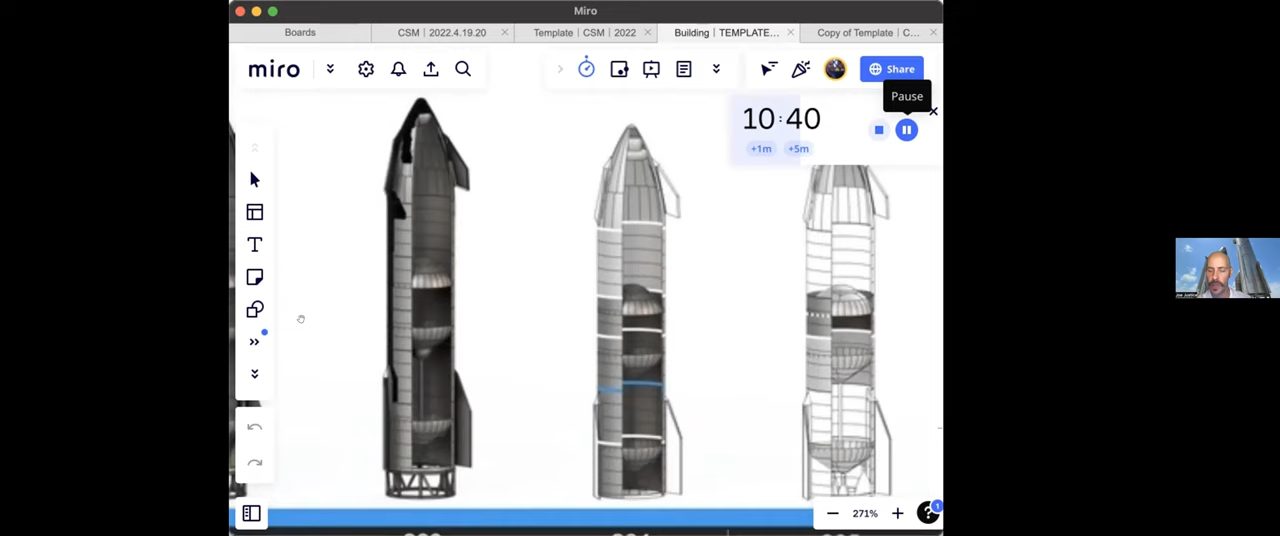 Miro
Boards
CSM | 2022.4.19.20
Template | CSM | 2022
Building | TEMPLATE...
Copy of Template | C...
miro
Share
Pause
10:40
+1m
+5m
T
271%
?
1